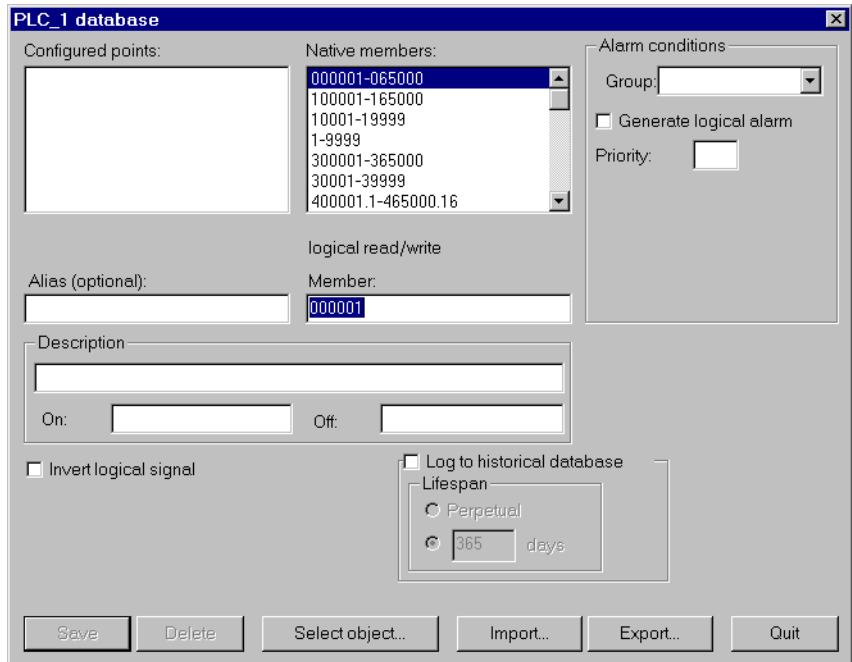 PLC_1 database
Configured points:
Native members:
000001-065000
100001-165000
10001-19999
1-9999
300001-365000
30001-39999
400001.1-465000.16
Alarm conditions
Group:
Generate logical alarm
Priority:
logical read/write
Alias (optional):
Member:
000001
Description
On:
Off:
Invert logical signal
Log to historical database
Lifespan
Perpetual
365 days
Save Delete Select object... Import... Export... Quit